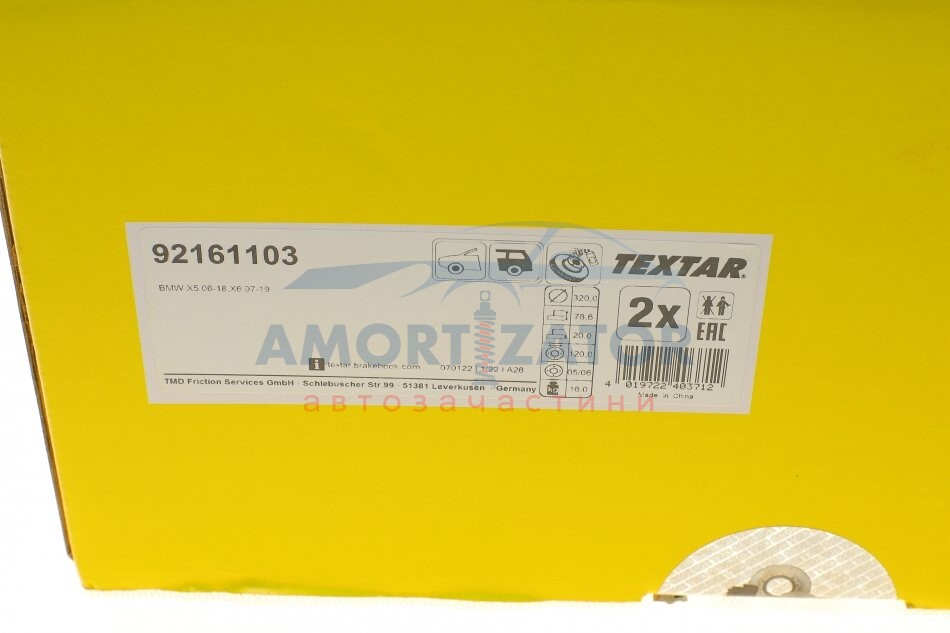 92161103
TEXTAR®
BMW X5 06-18,X6 07-19
320,0
78.6
20.0
120,0
05/06
16.0
2x
EAC
AMORTIZATOR
автозачастини
i textar.brakebook.com
TMD Friction Services GmbH · Schlebuscher Str.99 · 51381 Leverkusen / Germany
4 019722 403712
Made in China